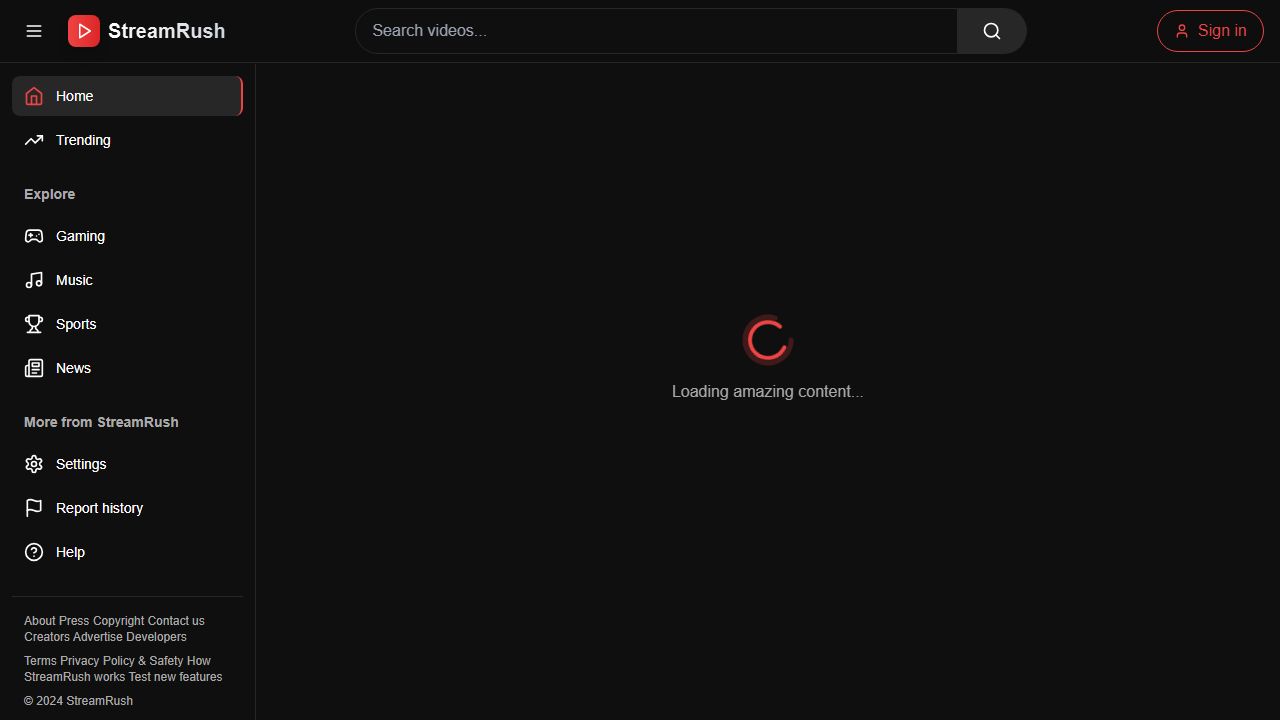 StreamRush
Search videos...
Sign in
Home
Trending
Explore
Gaming
Music
Sports
News
More from StreamRush
Settings
Report history
Help
About Press Copyright Contact us
Creators Advertise Developers
Terms Privacy Policy & Safety How
StreamRush works Test new features
© 2024 StreamRush
Loading amazing content...